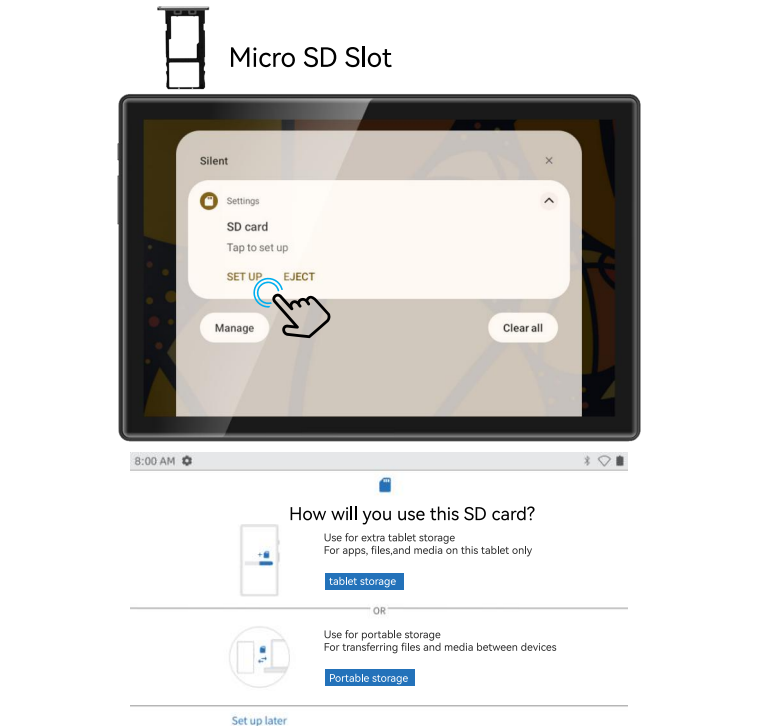 Micro SD Slot
Silent
Settings
SD card
Tap to set up
SET UP EJECT
Manage Clear all
8:00 AM
How will you use this SD card?
Use for extra tablet storage
For apps, files,and media on this tablet only
tablet storage
OR
Use for portable storage
For transferring files and media between devices
Portable storage
Set up later